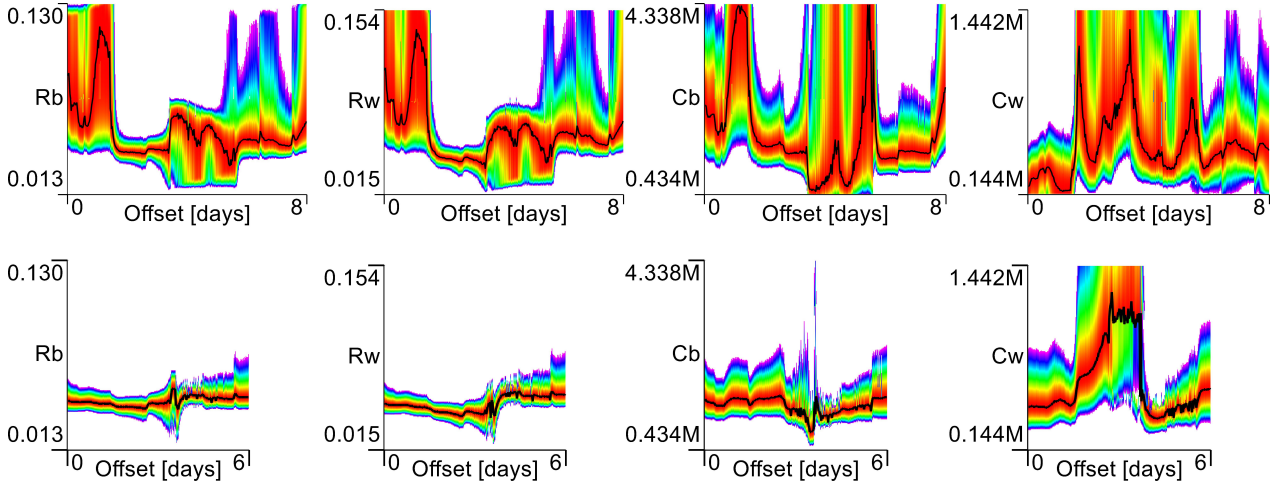 0.130 0.154 4.338M 1.442M
Rb Rw Cb Cw
0.013 0.015 0.434M 0.144M
0 8 0 8 0 8 0 8
Offset [days] Offset [days] Offset [days] Offset [days]
0.130 0.154 4.338M 1.442M
Rb Rw Cb Cw
0.013 0.015 0.434M 0.144M
0 6 0 6 0 6 0 6
Offset [days] Offset [days] Offset [days] Offset [days]